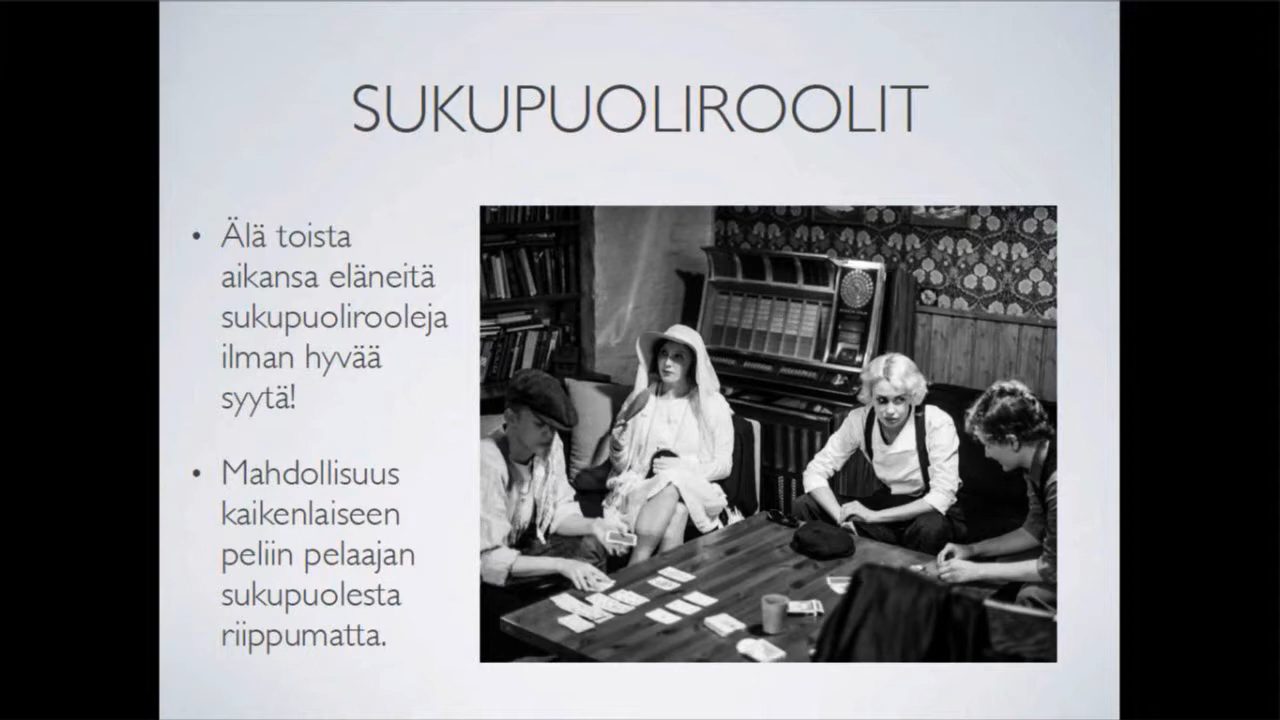 SUKUPUOLIROOLIT
• Älä toista
aikansa eläneitä
sukupuolirooleja
ilman hyvää
syytä!
• Mahdollisuus
kaikenlaiseen
peliin pelaajan
sukupuolesta
riippumatta.